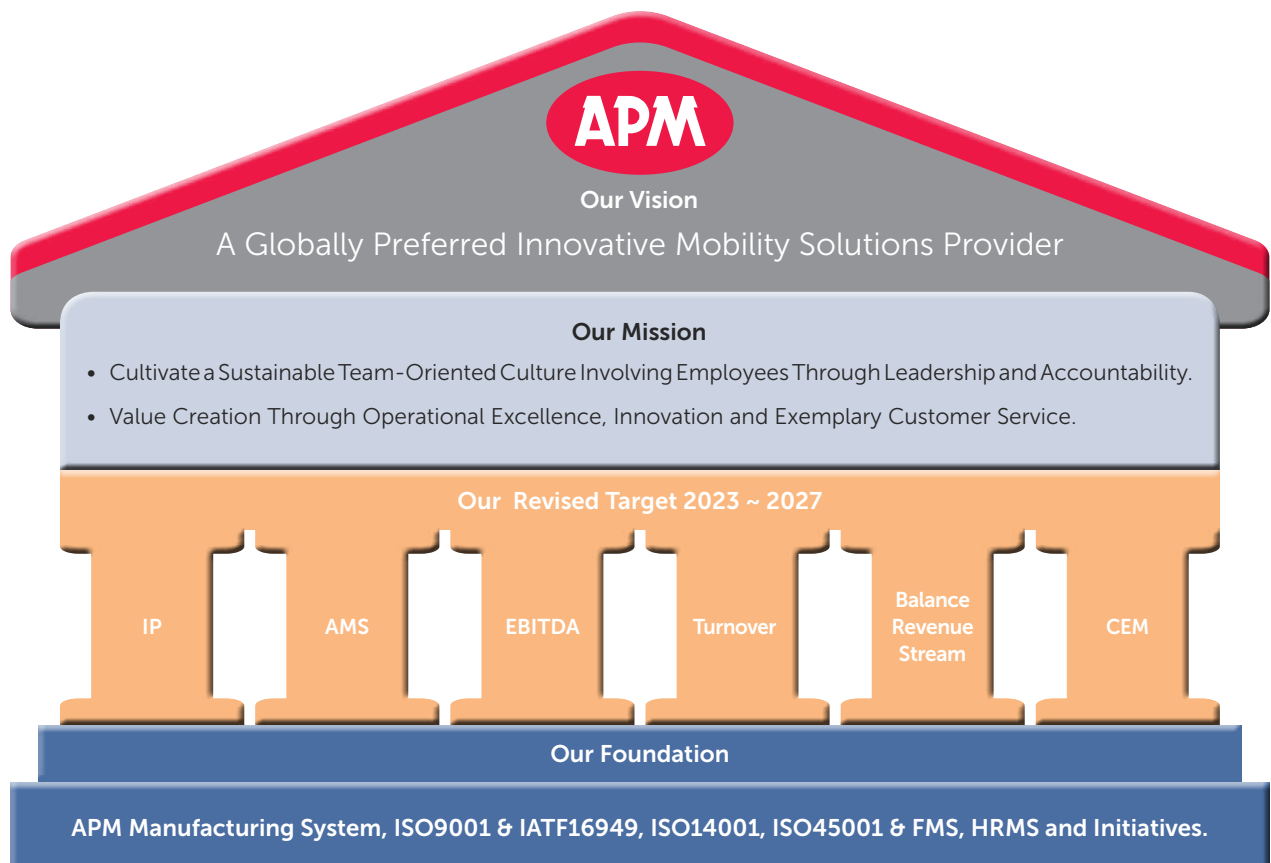 APM
Our Vision
A Globally Preferred Innovative Mobility Solutions Provider
Our Mission
• Cultivate a Sustainable Team-Oriented Culture Involving Employees Through Leadership and Accountability.
• Value Creation Through Operational Excellence, Innovation and Exemplary Customer Service.
Our Revised Target 2023 ~ 2027
IP
AMS
EBITDA
Turnover
Balance
Revenue
Stream
CEM
Our Foundation
APM Manufacturing System, ISO9001 & IATF16949, ISO14001, ISO45001 & FMS, HRMS and Initiatives.